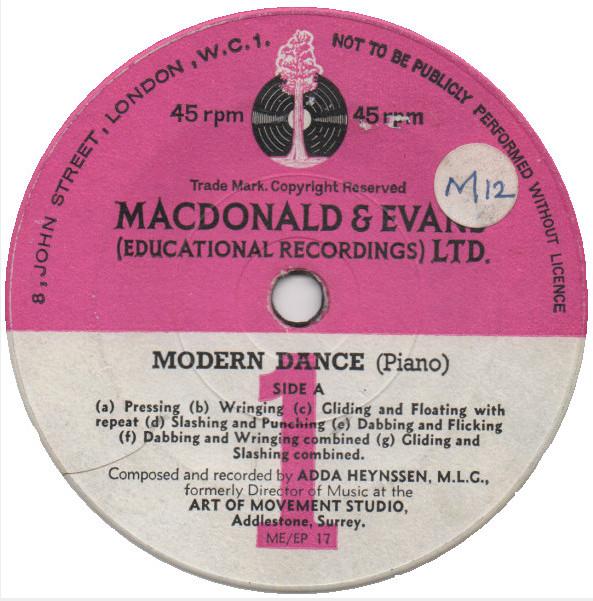 8, JOHN STREET, LONDON, W.C.1.
NOT TO BE PUBLICLY PERFORMED WITHOUT LICENCE
45 rpm 45 rpm
Trade Mark. Copyright Reserved
M12
MACDONALD & EVANS
(EDUCATIONAL RECORDINGS) LTD.
MODERN DANCE (Piano)
SIDE A
1
(a) Pressing (b) Wringing (c) Gliding and Floating with
repeat (d) Slashing and Punching (e) Dabbing and Flicking
(f) Dabbing and Wringing combined (g) Gliding and
Slashing combined.
Composed and recorded by ADDA HEYNSSEN, M.L.G.,
formerly Director of Music at the
ART OF MOVEMENT STUDIO,
Addlestone, Surrey.
ME/EP 17